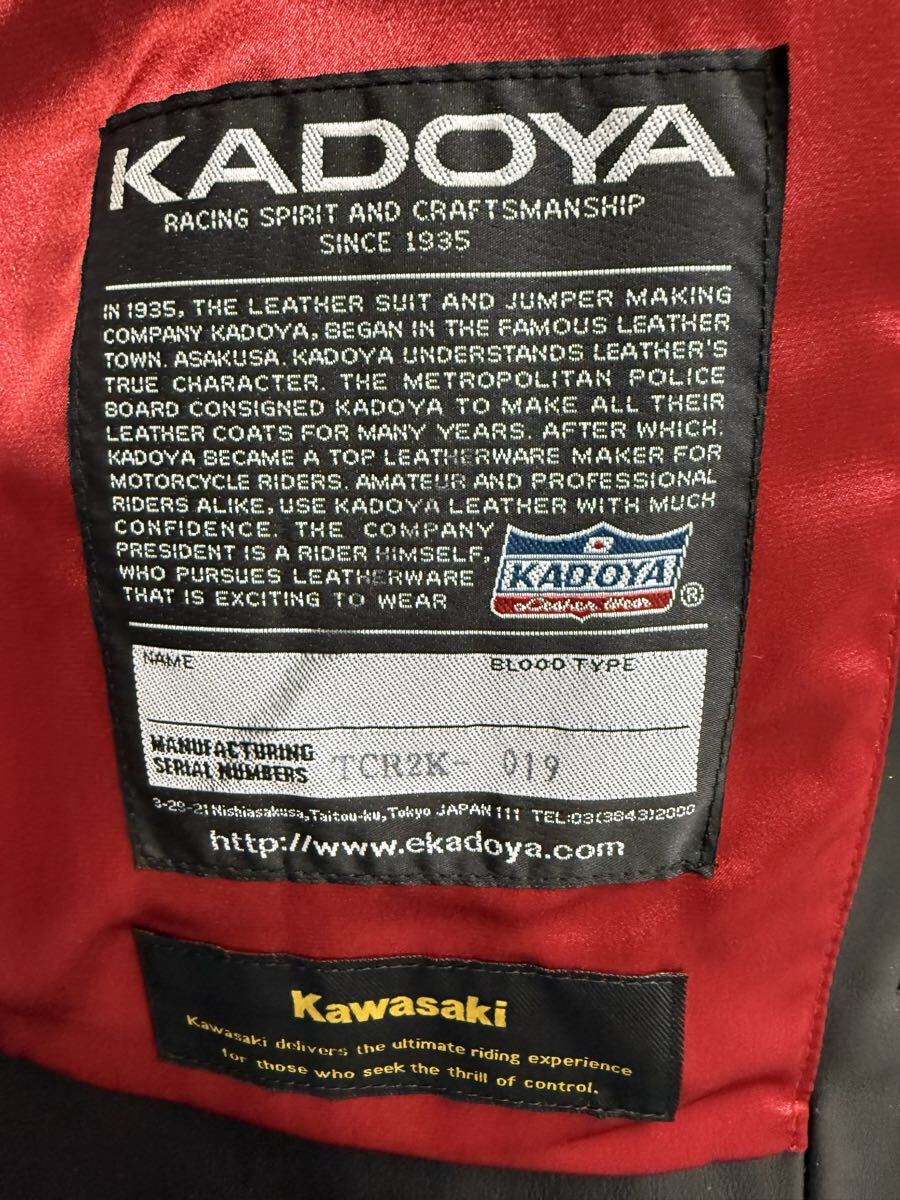 KADOYA
RACING SPIRIT AND CRAFTSMANSHIP
SINCE 1935
IN 1935, THE LEATHER SUIT AND JUMPER MAKING
COMPANY KADOYA, BEGAN IN THE FAMOUS LEATHER
TOWN. ASAKUSA. KADOYA UNDERSTANDS LEATHER'S
TRUE CHARACTER. THE METROPOLITAN POLICE
BOARD CONSIGNED KADOYA TO MAKE ALL THEIR
LEATHER COATS FOR MANY YEARS. AFTER WHICH,
KADOYA BECAME A TOP LEATHERWARE MAKER FOR
MOTORCYCLE RIDERS. AMATEUR AND PROFESSIONAL
RIDERS ALIKE, USE KADOYA LEATHER WITH MUCH
CONFIDENCE. THE COMPANY
PRESIDENT IS A RIDER HIMSELF,
WHO PURSUES LEATHERWARE
THAT IS EXCITING TO WEAR
KADOYA
Leather Wear
®
NAME BLOOD TYPE
MANUFACTURING
SERIAL NUMBERS TCR2K- 019
3-29-21 Nishiasakusa,Taitou-ku,Tokyo JAPAN 111 TEL:03(3843)2000
http://www.ekadoya.com
Kawasaki
Kawasaki delivers the ultimate riding experience
for those who seek the thrill of control.